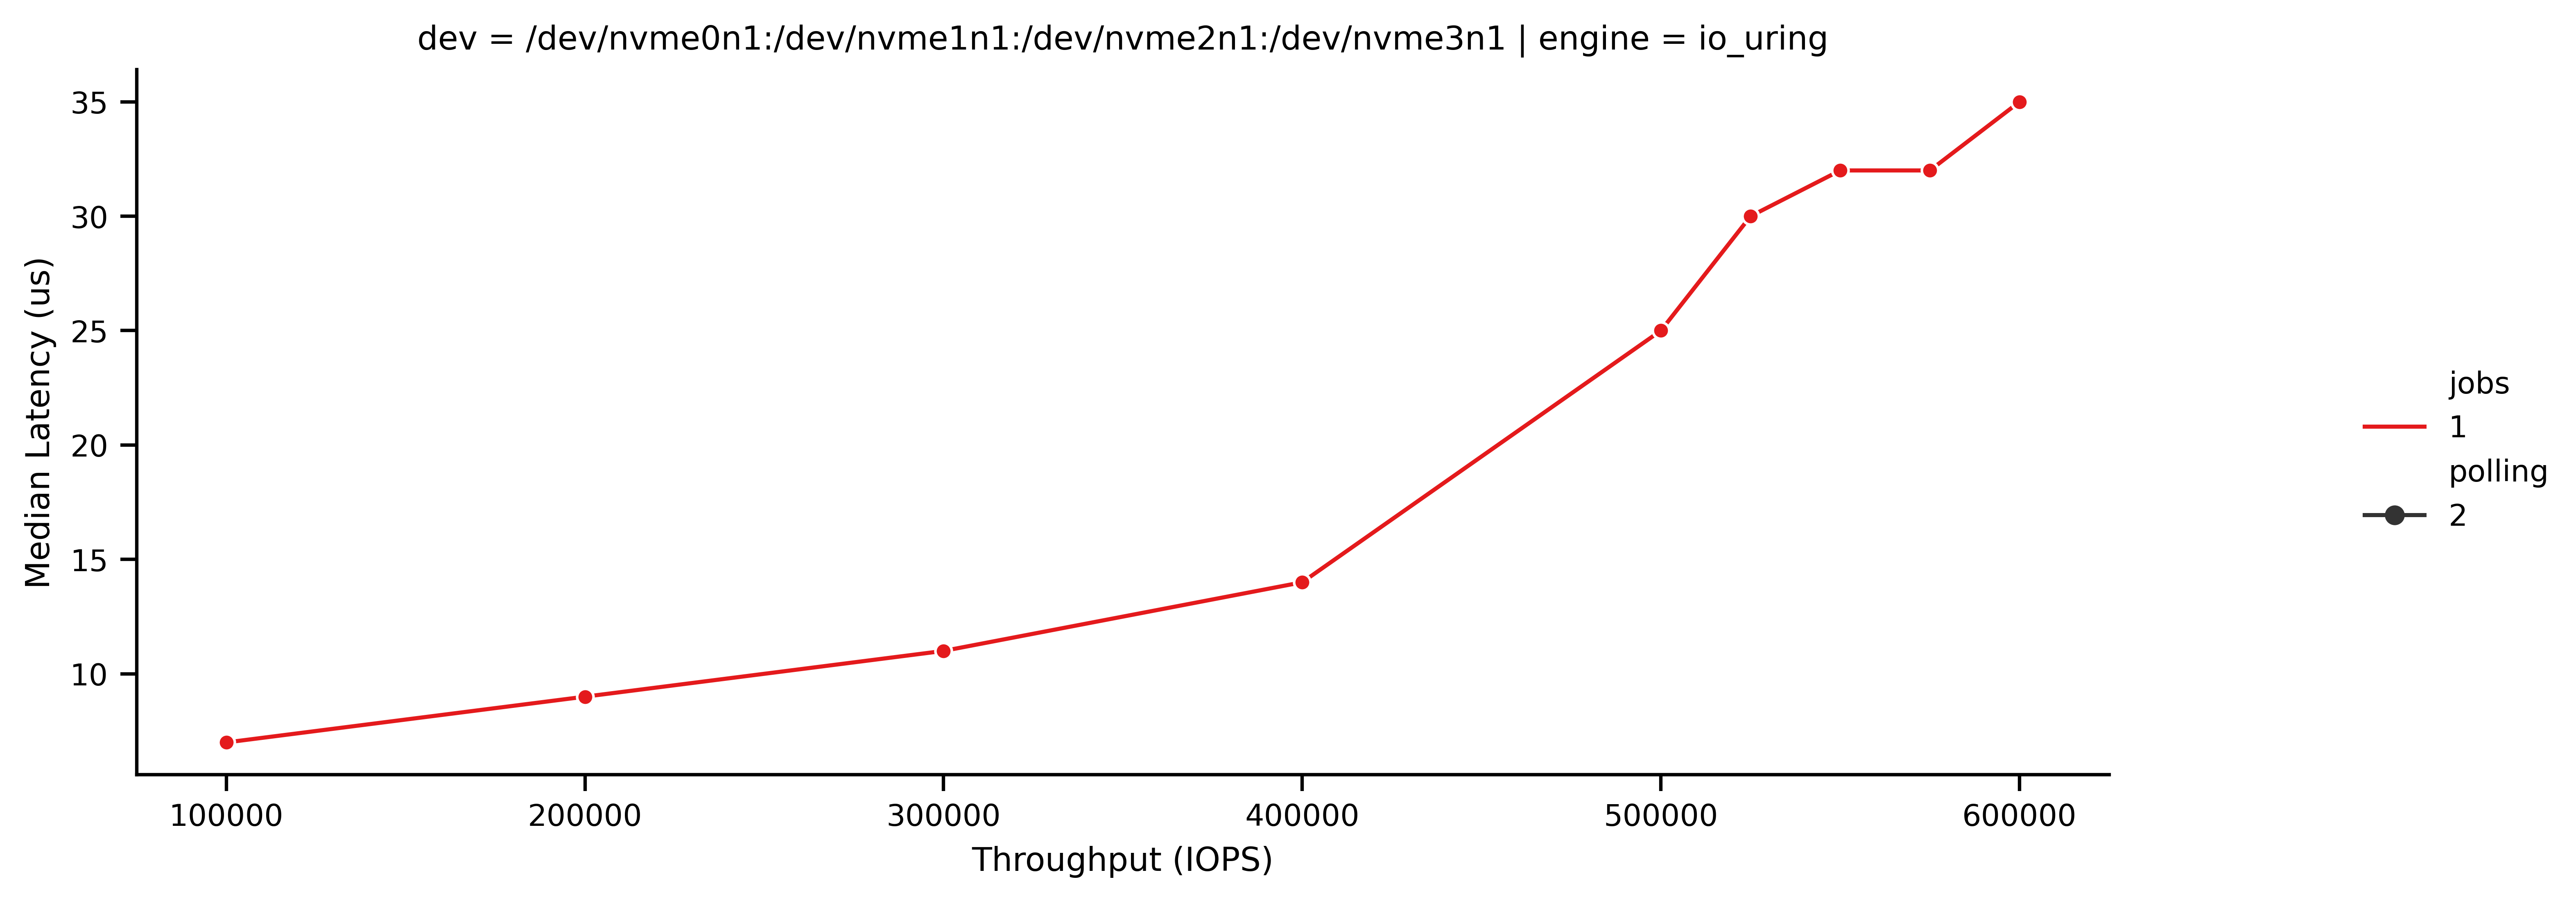 dev = /dev/nvme0n1:/dev/nvme1n1:/dev/nvme2n1:/dev/nvme3n1 | engine = io_uring
Median Latency (us)
35
30
25
20
15
10
100000 200000 300000 400000 500000 600000
Throughput (IOPS)
jobs
1
polling
2